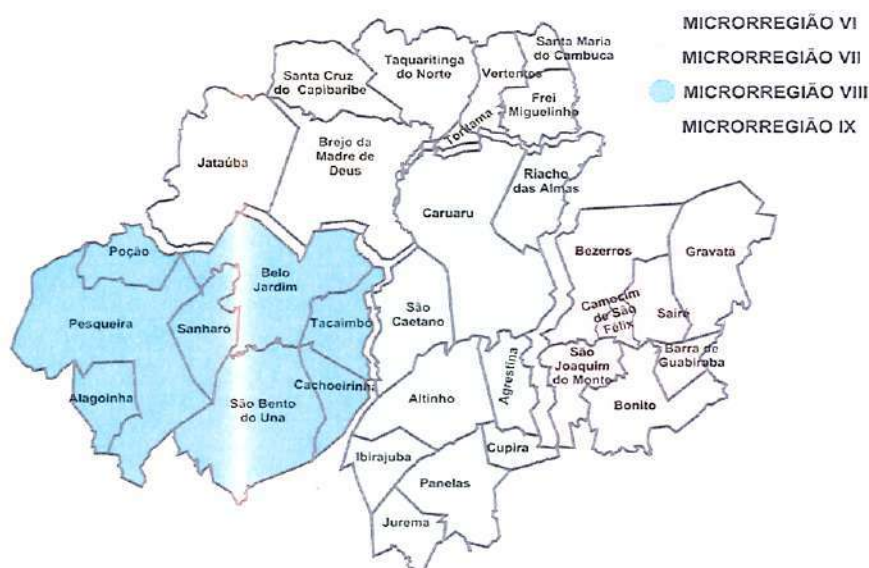 MICRORREGIÃO VI
MICRORREGIÃO VII
MICRORREGIÃO VIII
MICRORREGIÃO IX
Santa Maria
do Cambuca
Taquaritinga
do Norte
Vertentes
Santa Cruz
do Capibaribe
Frei
Miguelinho
Toritama
Brejo da
Madre de
Deus
Jataúba
Riacho
das Almas
Caruaru
Bezerros
Gravatá
Poção
Belo
Jardim
Camocim
de São
Félix
Sairé
Pesqueira
Sanharo
Tacaimbó
São
Caetano
São
Joaquim
do Monte
Barra de
Guabiraba
Alagoinha
Cachoeirinha
São Bento
do Una
Altinho
Agrestina
Bonito
Ibirajuba
Cupira
Panelas
Jurema